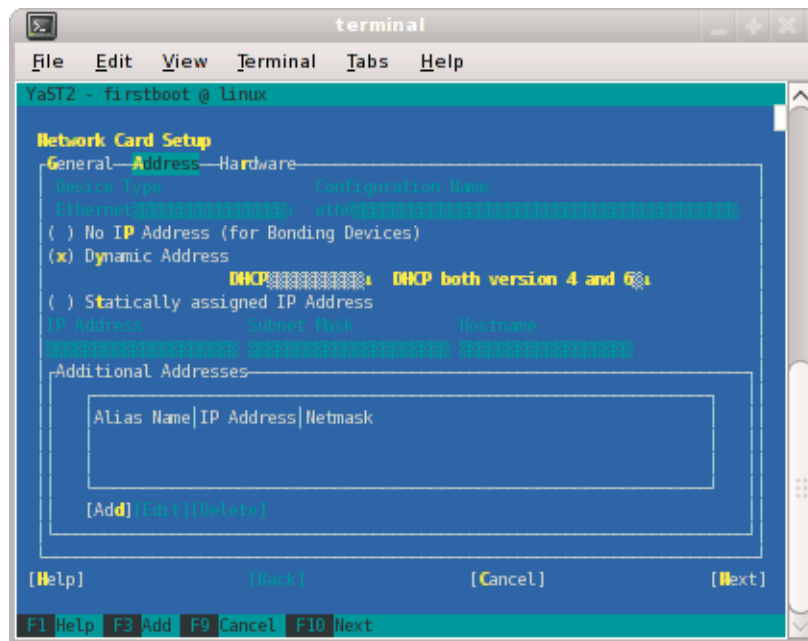 terminal
File Edit View Terminal Tabs Help
YaST2 - firstboot @ linux
Network Card Setup
General Address Hardware
Device Type Configuration Name
Ethernet eth0
( ) No IP Address (for Bonding Devices)
(x) Dynamic Address
DHCP DHCP both version 4 and 6
( ) Statically assigned IP Address
IP Address Subnet Mask Hostname
Additional Addresses
Alias Name|IP Address|Netmask
[Add][Edit][Delete]
[Help] [Back] [Cancel] [Next]
F1 Help F3 Add F9 Cancel F10 Next